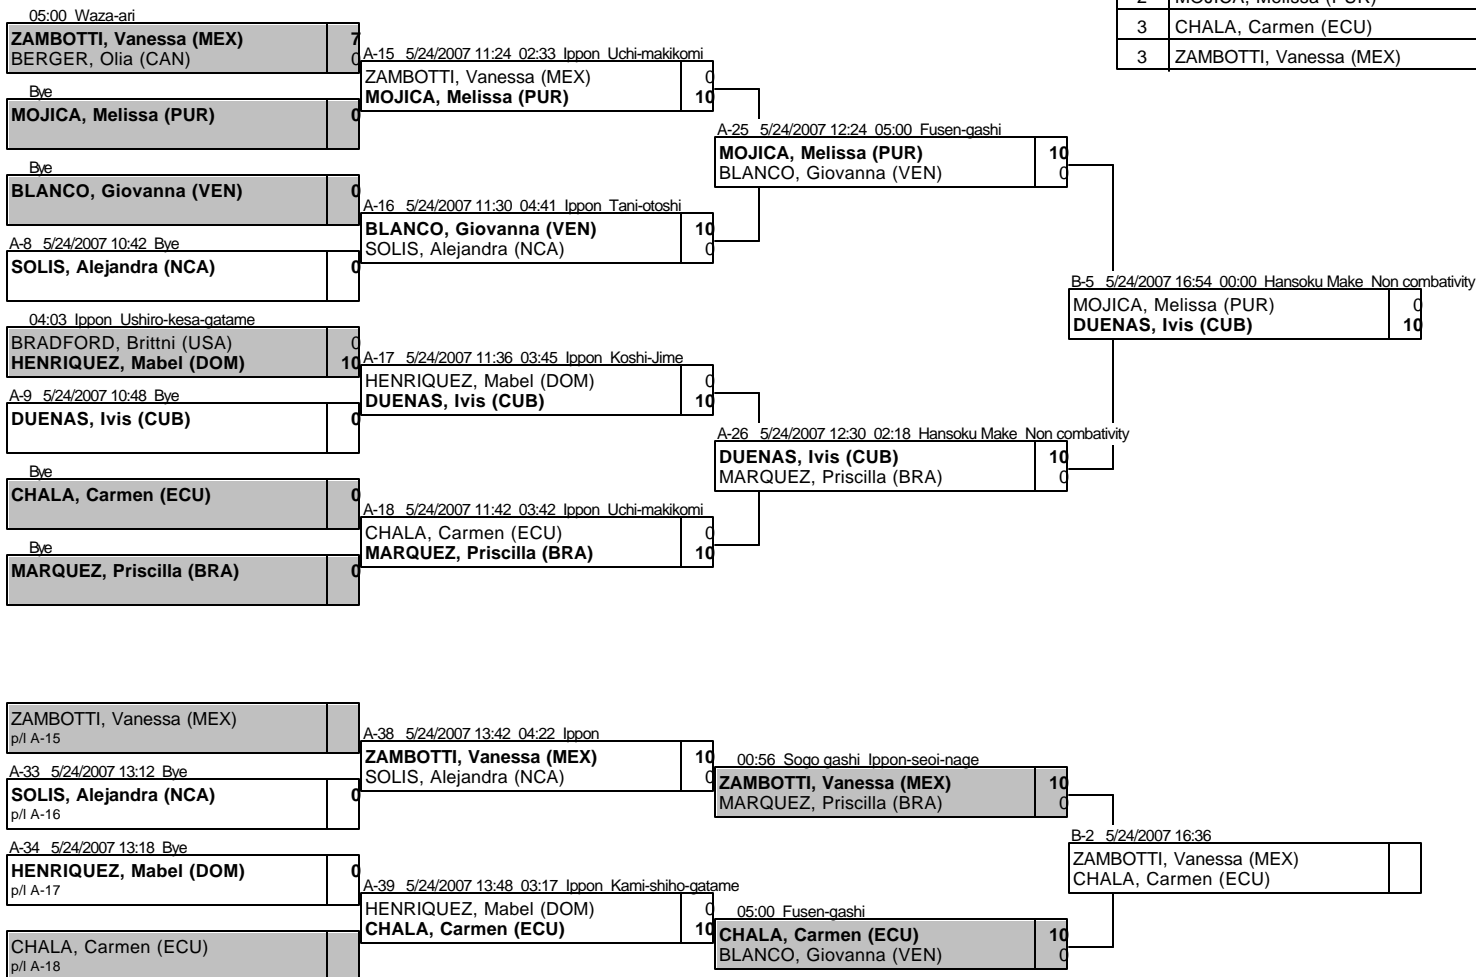 05:00 Waza-ari
ZAMBOTTI, Vanessa (MEX) 7
BERGER, Olia (CAN) 0
Bye
MOJICA, Melissa (PUR) 0
Bye
BLANCO, Giovanna (VEN) 0
A-8 5/24/2007 10:42 Bye
SOLIS, Alejandra (NCA) 0
04:03 Ippon Ushiro-kesa-gatame
BRADFORD, Brittni (USA) 0
HENRIQUEZ, Mabel (DOM) 10
A-9 5/24/2007 10:48 Bye
DUENAS, Ivis (CUB) 0
Bye
CHALA, Carmen (ECU) 0
Bye
MARQUEZ, Priscilla (BRA) 0
A-15 5/24/2007 11:24 02:33 Ippon Uchi-makikomi
ZAMBOTTI, Vanessa (MEX) 0
MOJICA, Melissa (PUR) 10
A-16 5/24/2007 11:30 04:41 Ippon Tani-otoshi
BLANCO, Giovanna (VEN) 10
SOLIS, Alejandra (NCA) 0
A-17 5/24/2007 11:36 03:45 Ippon Koshi-Jime
HENRIQUEZ, Mabel (DOM) 0
DUENAS, Ivis (CUB) 10
A-18 5/24/2007 11:42 03:42 Ippon Uchi-makikomi
CHALA, Carmen (ECU) 0
MARQUEZ, Priscilla (BRA) 10
A-25 5/24/2007 12:24 05:00 Fusen-gashi
MOJICA, Melissa (PUR) 10
BLANCO, Giovanna (VEN) 0
A-26 5/24/2007 12:30 02:18 Hansoku Make Non combativity
DUENAS, Ivis (CUB) 10
MARQUEZ, Priscilla (BRA) 0
2 MOJICA, Melissa (PUR)
3 CHALA, Carmen (ECU)
3 ZAMBOTTI, Vanessa (MEX)
B-5 5/24/2007 16:54 00:00 Hansoku Make Non combativity
MOJICA, Melissa (PUR) 0
DUENAS, Ivis (CUB) 10
ZAMBOTTI, Vanessa (MEX)
p/l A-15
A-33 5/24/2007 13:12 Bye
SOLIS, Alejandra (NCA) 0
p/l A-16
A-34 5/24/2007 13:18 Bye
HENRIQUEZ, Mabel (DOM) 0
p/l A-17
CHALA, Carmen (ECU)
p/l A-18
A-38 5/24/2007 13:42 04:22 Ippon
ZAMBOTTI, Vanessa (MEX) 10
SOLIS, Alejandra (NCA) 0
A-39 5/24/2007 13:48 03:17 Ippon Kami-shiho-gatame
HENRIQUEZ, Mabel (DOM) 0
CHALA, Carmen (ECU) 10
00:56 Sogo gashi Ippon-seoi-nage
ZAMBOTTI, Vanessa (MEX) 10
MARQUEZ, Priscilla (BRA) 0
05:00 Fusen-gashi
CHALA, Carmen (ECU) 10
BLANCO, Giovanna (VEN) 0
B-2 5/24/2007 16:36
ZAMBOTTI, Vanessa (MEX)
CHALA, Carmen (ECU)